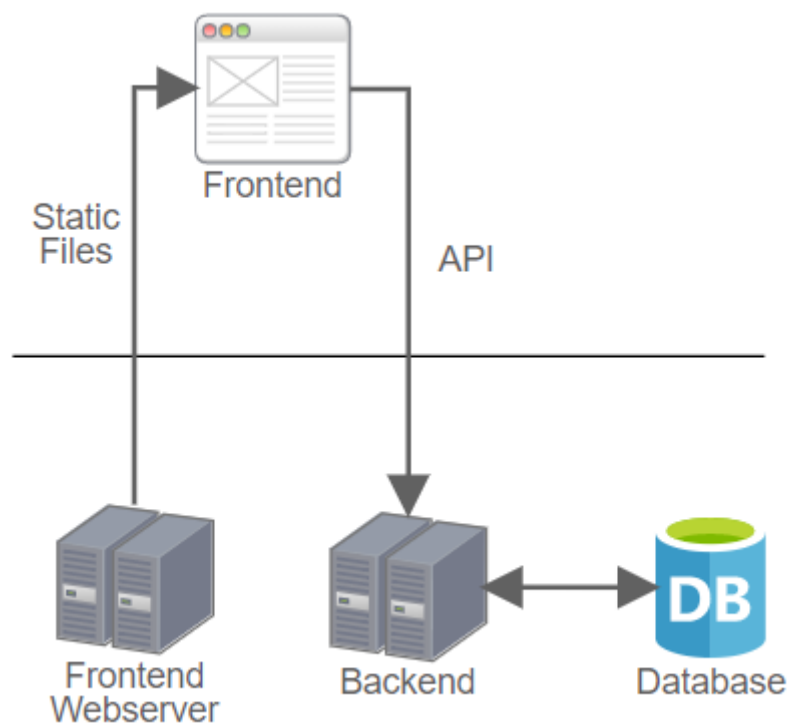 Frontend
Static
Files
API
DB
Frontend
Webserver
Backend
Database